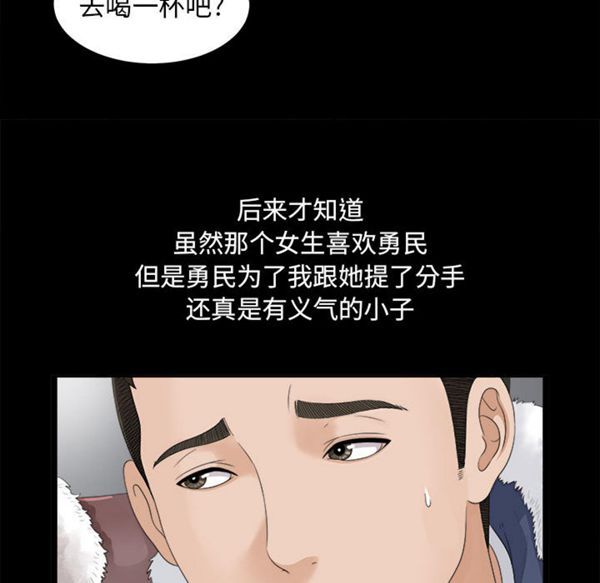 去喝一杯吧?
后来才知道
虽然那个女生喜欢勇民
但是勇民为了我跟她提了分手
还真是有义气的小子